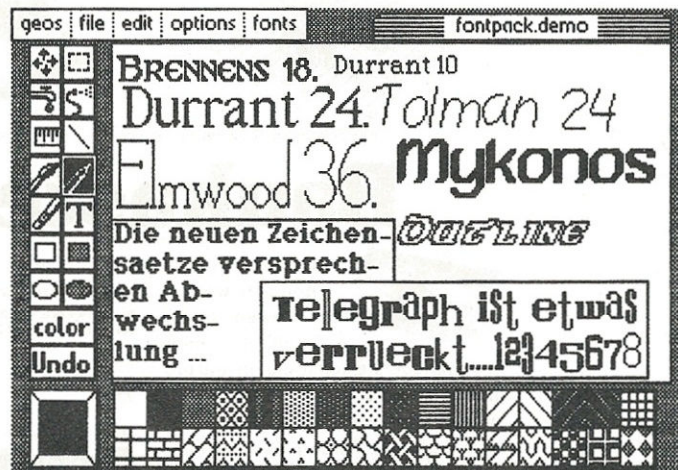 geos file edit options fonts fontpack.demo
BRENNENS 18. Durrant 10
Durrant 24. Tolman 24
Elmwood 36. Mykonos
OUTLINE
Die neuen Zeichen-
saetze versprech-
en Ab-
wechs-
lung ...
Telegraph ist etwas
verrueckt....12345678
T
color
Undo